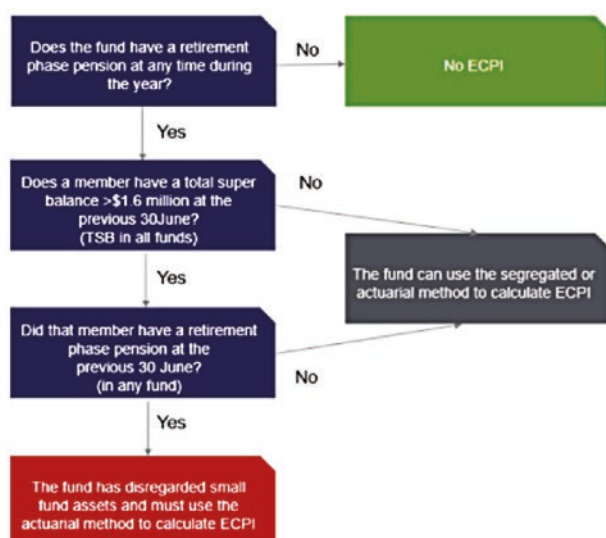 Does the fund have a retirement
phase pension at any time during
the year?
No
No ECPI
Yes
Does a member have a total super
balance >$1.6 million at the
previous 30June?
(TSB in all funds)
No
The fund can use the segregated or
actuarial method to calculate ECPI
Yes
Did that member have a retirement
phase pension at the
previous 30 June?
(in any fund)
No
Yes
The fund has disregarded small
fund assets and must use the
actuarial method to calculate ECPI